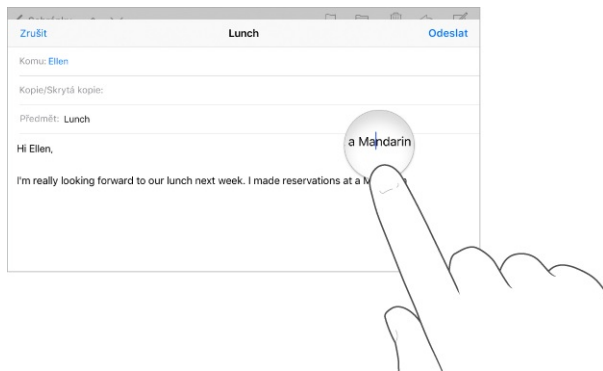 Zrušit Lunch Odeslat
Komu: Ellen
Kopie/Skrytá kopie:
Předmět: Lunch
Hi Ellen,
a Mandarin
I'm really looking forward to our lunch next week. I made reservations at a